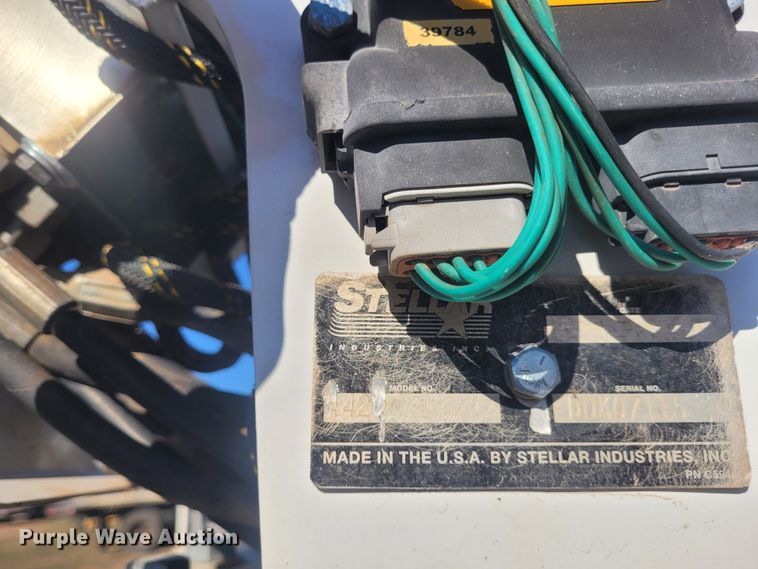 39784
STELLAR
INDUSTRIES, INC.
MODEL NO.
SERIAL NO.
MADE IN THE U.S.A. BY STELLAR INDUSTRIES, INC.
Purple Wave Auction